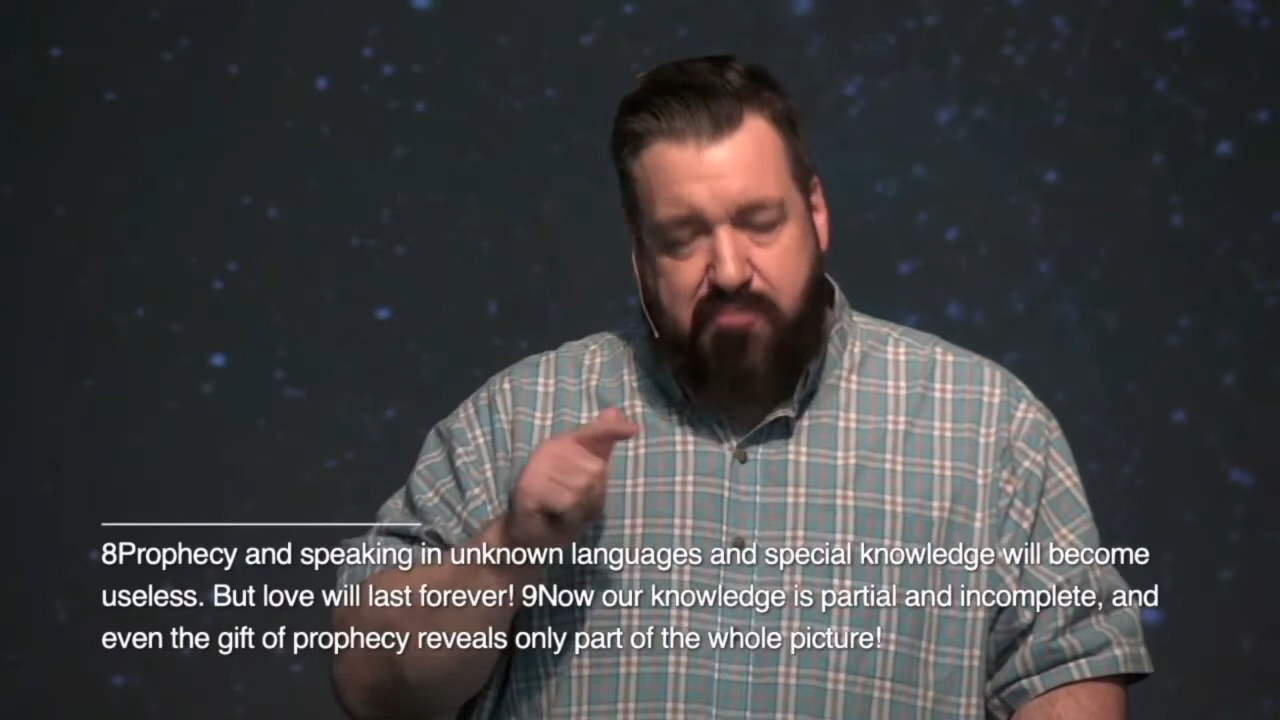 8Prophecy and speaking in unknown languages and special knowledge will become
useless. But love will last forever! 9Now our knowledge is partial and incomplete, and
even the gift of prophecy reveals only part of the whole picture!